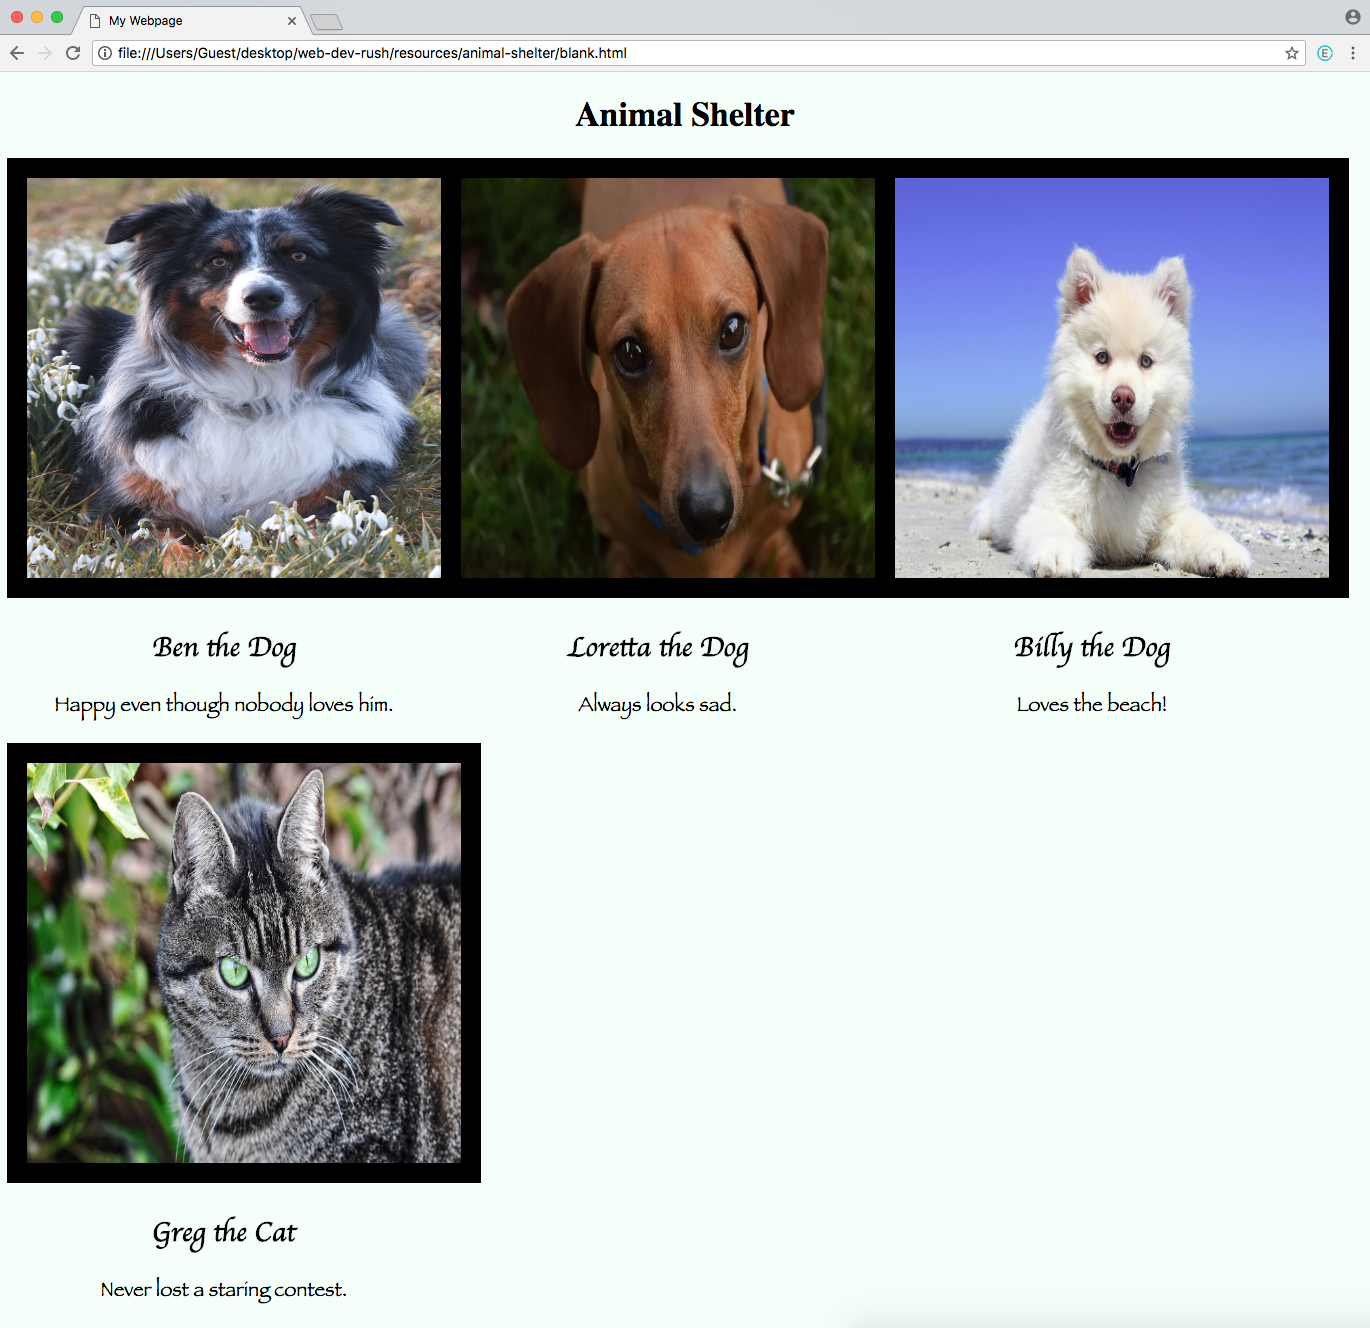 My Webpage
file:///Users/Guest/desktop/web-dev-rush/resources/animal-shelter/blank.html
E
Animal Shelter
Ben the Dog
Loretta the Dog
Billy the Dog
Happy even though nobody loves him.
Always looks sad.
Loves the beach!
Greg the Cat
Never lost a staring contest.